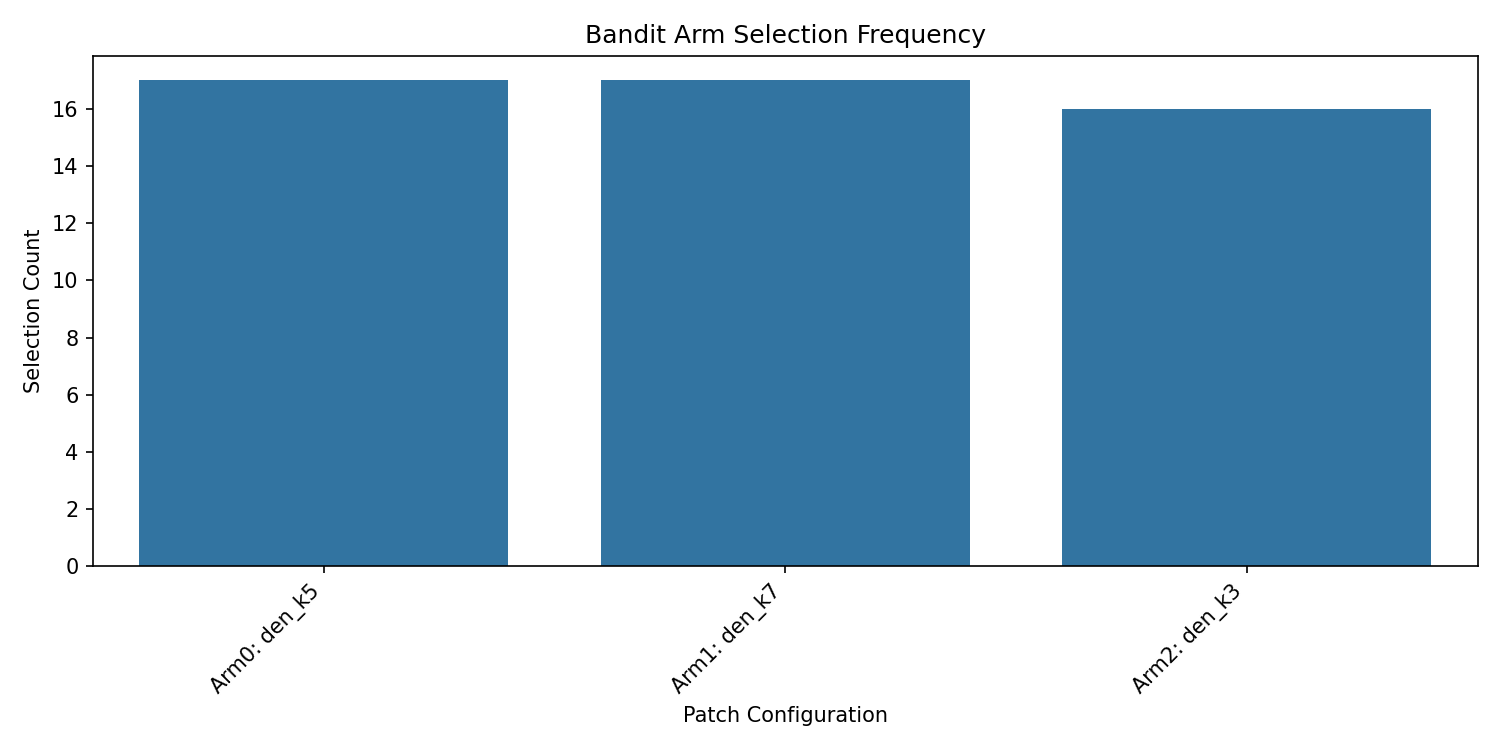 Bandit Arm Selection Frequency
Selection Count
16
14
12
10
8
6
4
2
0
Arm0: den_k5
Arm1: den_k7
Arm2: den_k3
Patch Configuration